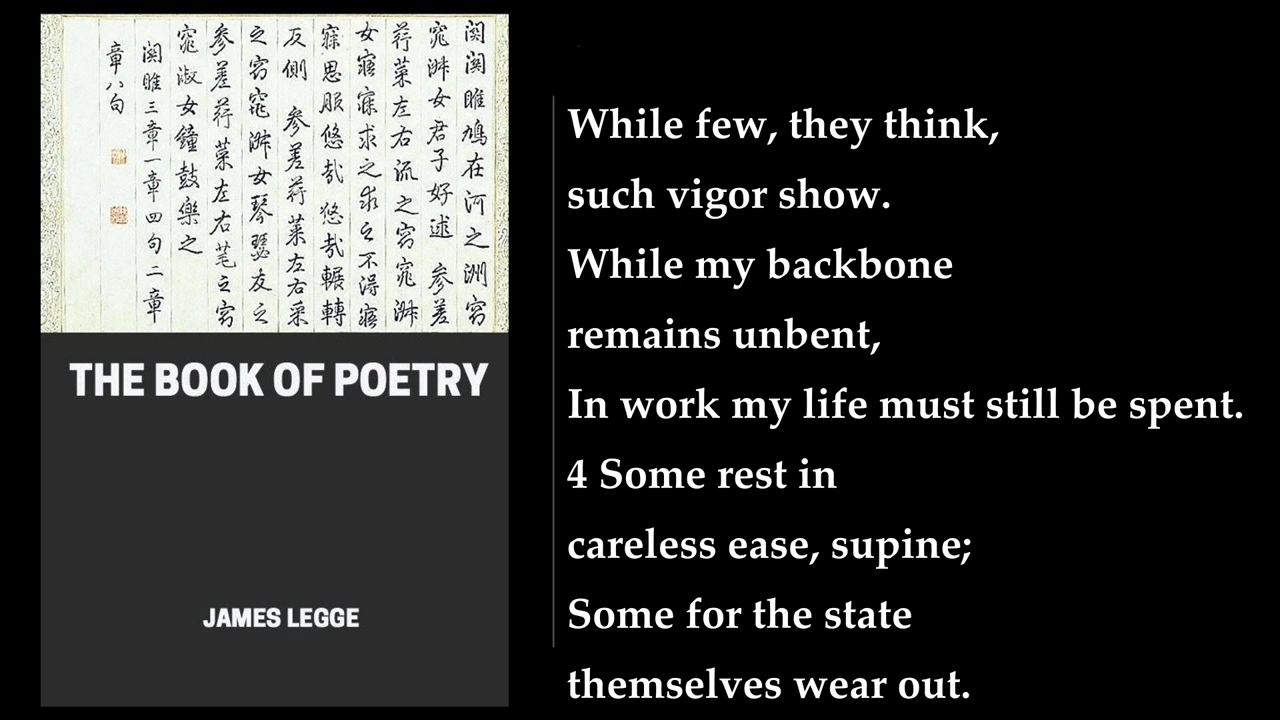 関関雎鳩在河之洲窈
窕淑女君子好逑 參差
荇菜左右流之窈窕淑
女寤寐求之求之不得寤
寐思服悠哉悠哉輾轉
反側 參差荇菜左右采
之窈窕淑女琴瑟友之
參差荇菜左右芼之窈
窕淑女鐘鼓樂之
関雎三章一章四句二章
章八句
THE BOOK OF POETRY
JAMES LEGGE
While few, they think,
such vigor show.
While my backbone
remains unbent,
In work my life must still be spent.
4 Some rest in
careless ease, supine;
Some for the state
themselves wear out.